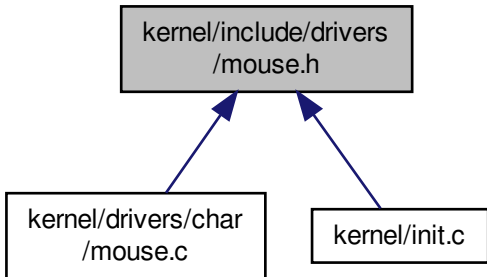 kernel/include/drivers
/mouse.h
kernel/drivers/char
/mouse.c
kernel/init.c